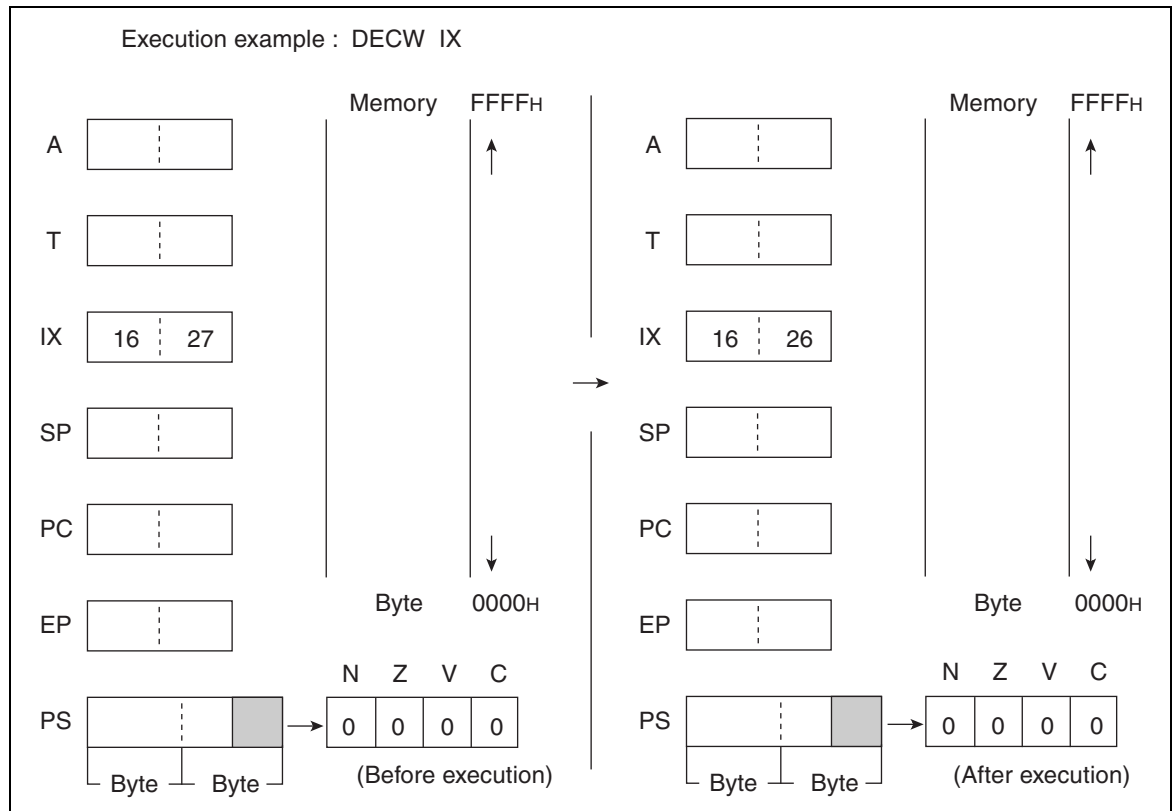 Execution example : DECW IX
Memory FFFFH
A
T
IX 16 27
SP
PC
EP
Byte 0000H
N Z V C
PS 0 0 0 0
Byte Byte
(Before execution)
Memory FFFFH
A
T
IX 16 26
SP
PC
EP
Byte 0000H
N Z V C
PS 0 0 0 0
Byte Byte
(After execution)